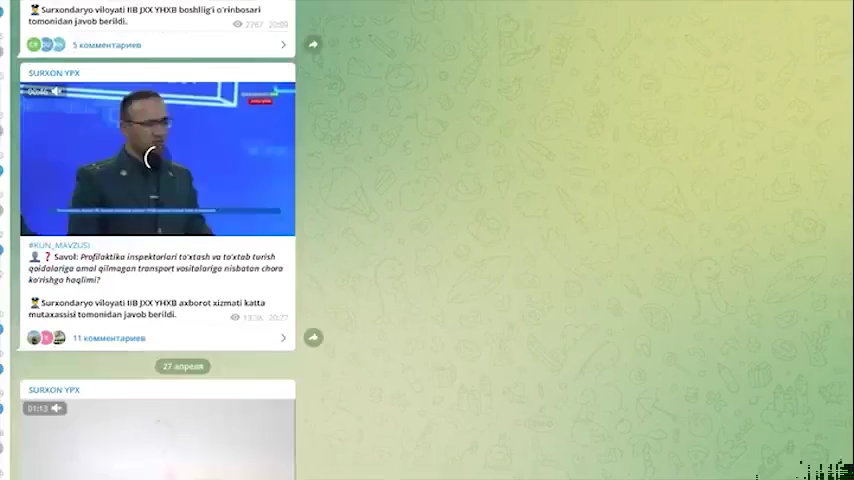 Surxondaryo viloyati IIB JXX YHXB boshlig'i o'rinbosari
tomonidan javob berildi.
2767 20:09
5 комментариев
SURXON YPX
00:46
#KUN_MAVZUSI
Savol: Profilaktika inspektorlari to'xtash va to'xtab turish
qoidalariga amal qilmagan transport vositalariga nisbatan chora
ko'rishga haqlimi?
Surxondaryo viloyati IIB JXX YHXB axborot xizmati katta
mutaxassisi tomonidan javob berildi.
20:27
11 комментариев
27 апреля
SURXON YPX
01:13